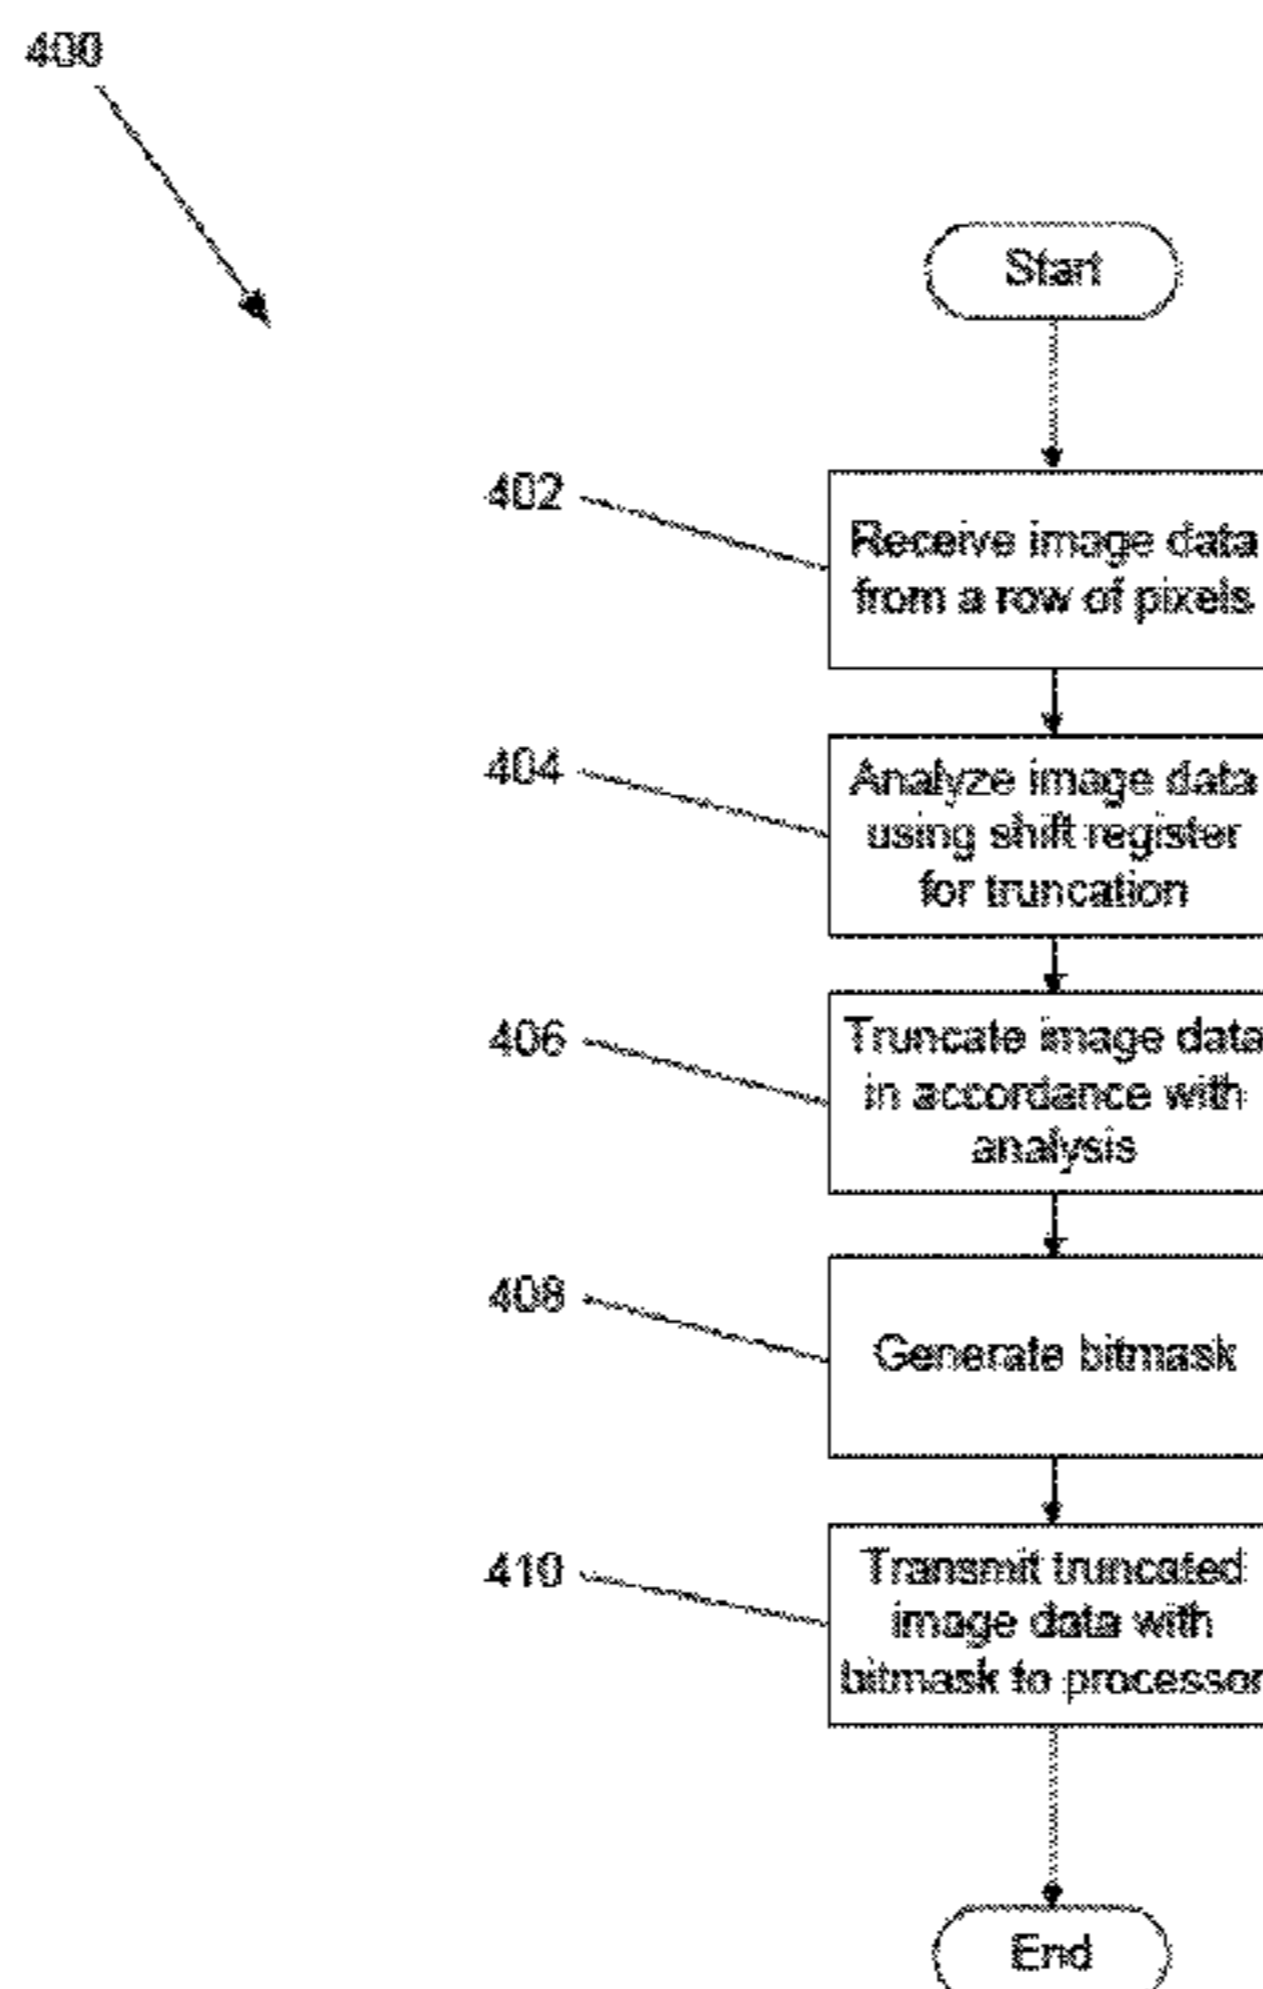 400
Start
402
Receive image data
from a row of pixels
404
Analyze image data
using shift register
for truncation
406
Truncate image data
in accordance with
analysis
408
Generate bitmask
410
Transmit truncated
image data with
bitmask to processor
End